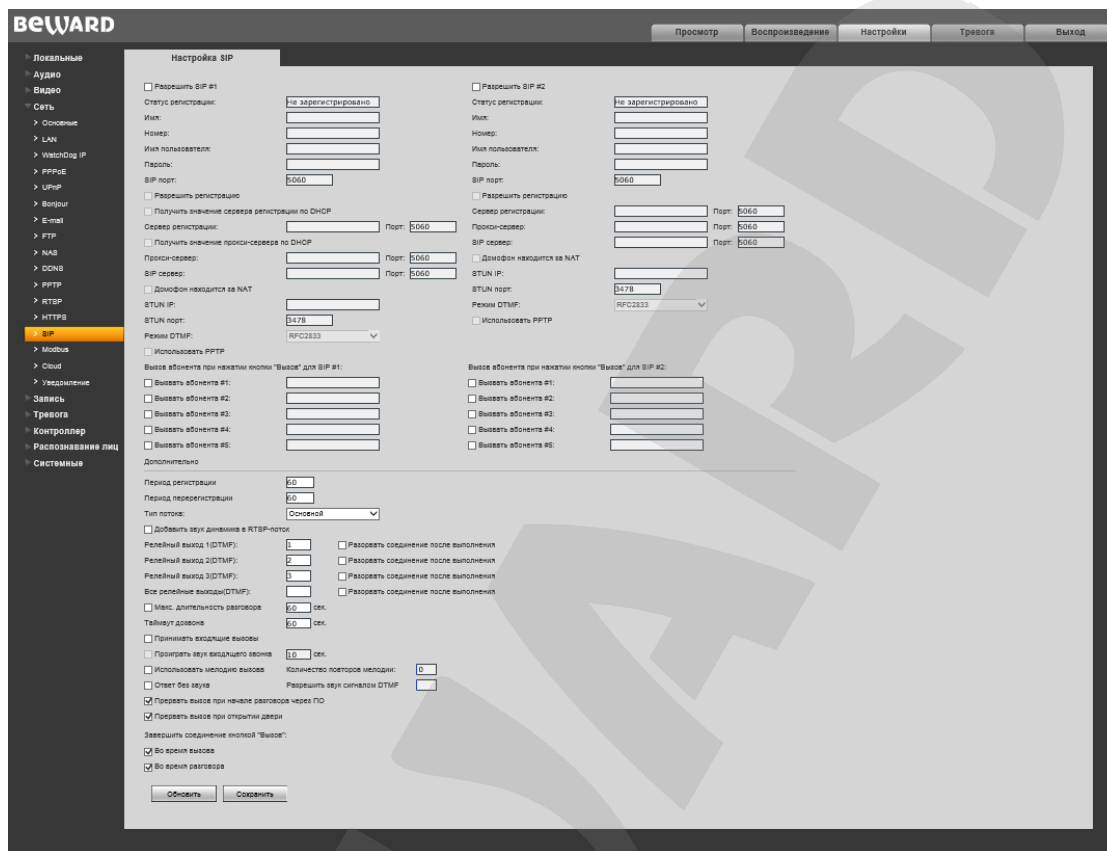 BEWARD
Просмотр Воспроизведение Настройки Тревога Выход
Локальные
Аудио
Видео
Сеть
> Основные
> LAN
> WatchDog IP
> PPPoE
> UPnP
> Bonjour
> E-mail
> FTP
> NAS
> DDNS
> PPTP
> RTSP
> HTTPS
> SIP
> Modbus
> Cloud
> Уведомление
Запись
Тревога
Контроллер
Распознавание лиц
Системные
Настройка SIP
Разрешить SIP #1
Статус регистрации: Не зарегистрировано
Имя:
Номер:
Имя пользователя:
Пароль:
SIP порт: 5060
Разрешить регистрацию
Получить значение сервера регистрации по DHCP
Сервер регистрации: Порт: 5060
Получить значение прокси-сервера по DHCP
Прокси-сервер: Порт: 5060
SIP сервер: Порт: 5060
Домофон находится за NAT
STUN IP:
STUN порт: 3478
Режим DTMF: RFC2833
Использовать PPTP
Разрешить SIP #2
Статус регистрации: Не зарегистрировано
Имя:
Номер:
Имя пользователя:
Пароль:
SIP порт: 5060
Разрешить регистрацию
Сервер регистрации: Порт: 5060
Прокси-сервер: Порт: 5060
SIP сервер: Порт: 5060
Домофон находится за NAT
STUN IP:
STUN порт: 3478
Режим DTMF: RFC2833
Использовать PPTP
Вызов абонента при нажатии кнопки "Вызов" для SIP #1:
Вызвать абонента #1:
Вызвать абонента #2:
Вызвать абонента #3:
Вызвать абонента #4:
Вызвать абонента #5:
Вызов абонента при нажатии кнопки "Вызов" для SIP #2:
Вызвать абонента #1:
Вызвать абонента #2:
Вызвать абонента #3:
Вызвать абонента #4:
Вызвать абонента #5:
Дополнительно
Период регистрации 60
Период перерегистрации 60
Тип потока: Основной
Добавить звук динамика в RTSP-поток
Релейный выход 1(DTMF): 1 Разорвать соединение после выполнения
Релейный выход 2(DTMF): 2 Разорвать соединение после выполнения
Релейный выход 3(DTMF): 3 Разорвать соединение после выполнения
Все релейные выходы(DTMF): Разорвать соединение после выполнения
Макс. длительность разговора 60 сек.
Таймаут дозвона 60 сек.
Принимать входящие вызовы
Проиграть звук входящего звонка 10 сек.
Использовать мелодию вызова Количество повторов мелодии: 0
Ответ без звука Разрешить звук сигналом DTMF
Прервать вызов при начале разговора через ПО
Прервать вызов при открытии двери
Завершить соединение кнопкой "Вызов":
Во время вызова
Во время разговора
Обновить Сохранить